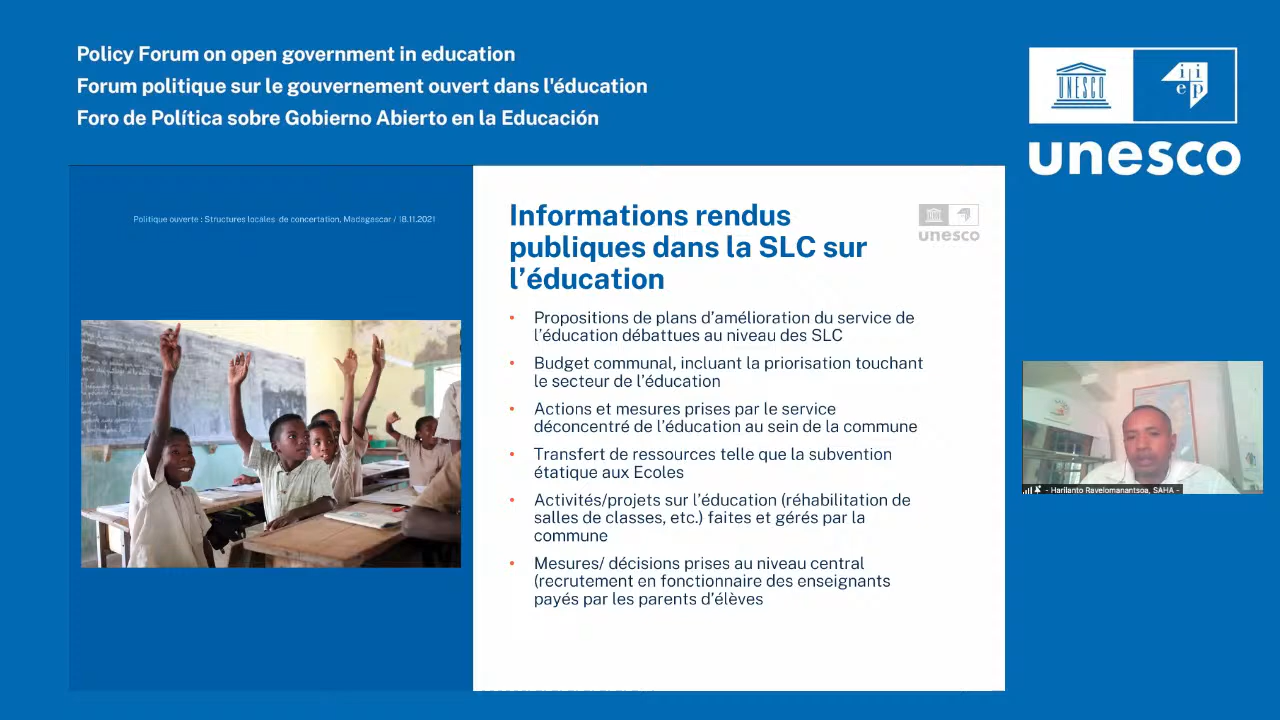 Policy Forum on open government in education
Forum politique sur le gouvernement ouvert dans l'éducation
Foro de Política sobre Gobierno Abierto en la Educación
UNESCO
i i
e p
unesco
Politique ouverte : Structures locales de concertation, Madagascar / 18.11.2021
Informations rendus
publiques dans la SLC sur
l’éducation
unesco
• Propositions de plans d’amélioration du service de
l’éducation débattues au niveau des SLC
• Budget communal, incluant la priorisation touchant
le secteur de l’éducation
• Actions et mesures prises par le service
déconcentré de l’éducation au sein de la commune
• Transfert de ressources telle que la subvention
étatique aux Ecoles
• Activités/projets sur l’éducation (réhabilitation de
salles de classes, etc.) faites et gérés par la
commune
• Mesures/ décisions prises au niveau central
(recrutement en fonctionnaire des enseignants
payés par les parents d’élèves
- Harilanto Ravelomanantsoa, SAHA -